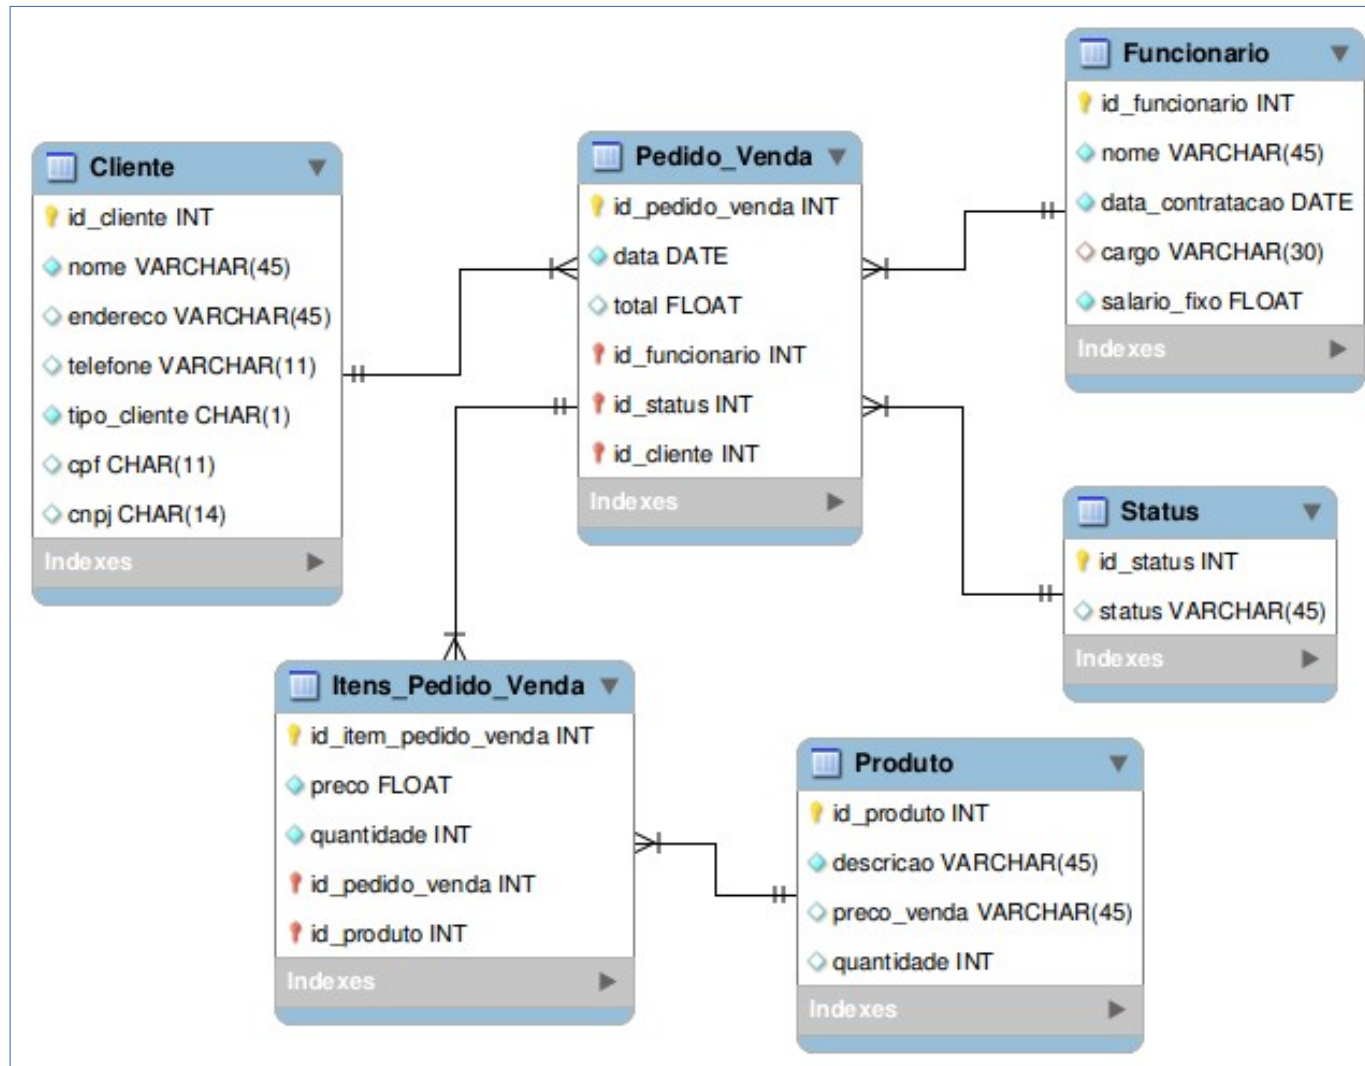 Funcionario
id_funcionario INT
nome VARCHAR(45)
data_contratacao DATE
cargo VARCHAR(30)
salario_fixo FLOAT
Indexes
Cliente
id_cliente INT
nome VARCHAR(45)
endereco VARCHAR(45)
telefone VARCHAR(11)
tipo_cliente CHAR(1)
cpf CHAR(11)
cnpj CHAR(14)
Indexes
Pedido_Venda
id_pedido_venda INT
data DATE
total FLOAT
id_funcionario INT
id_status INT
id_cliente INT
Indexes
Status
id_status INT
status VARCHAR(45)
Indexes
Itens_Pedido_Venda
id_item_pedido_venda INT
preco FLOAT
quantidade INT
id_pedido_venda INT
id_produto INT
Indexes
Produto
id_produto INT
descricao VARCHAR(45)
preco_venda VARCHAR(45)
quantidade INT
Indexes